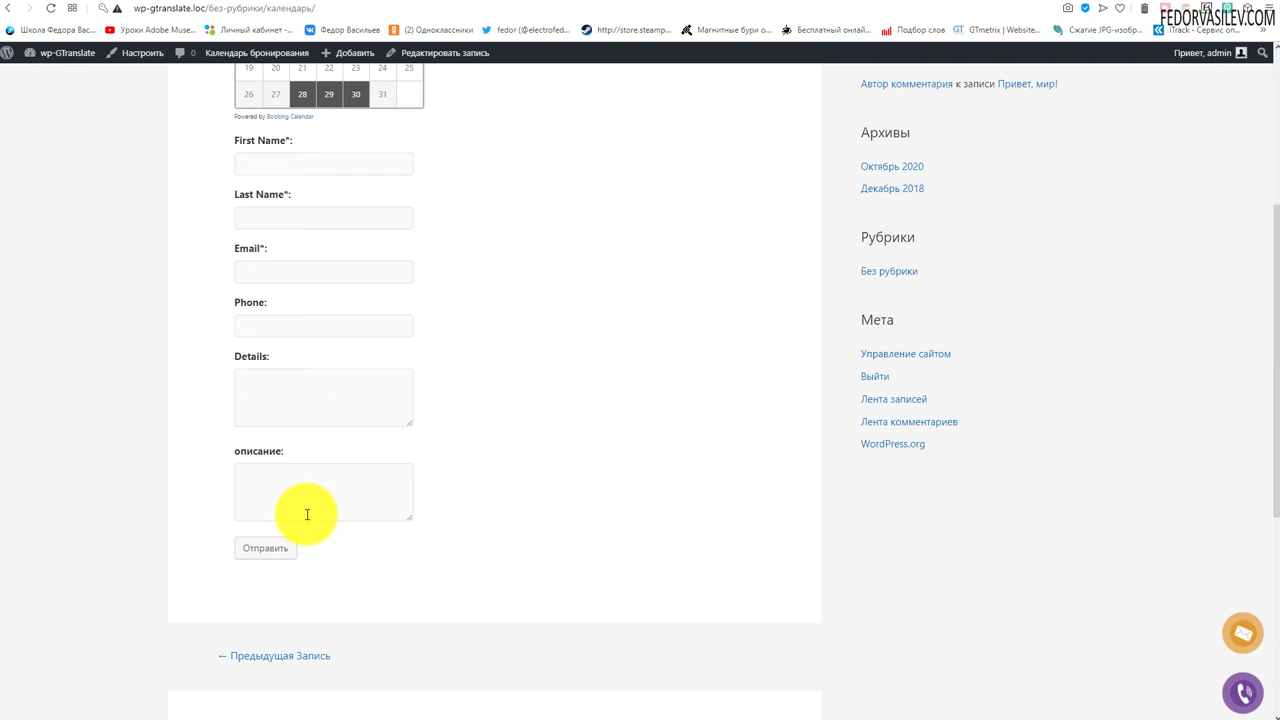 wp-gtranslate.loc/без-рубрики/календарь/
FEDORVASILEV.COM
Школа Федора Вас... Уроки Adobe Muse... Личный кабинет -... Федор Васильев (2) Одноклассники fedor (@electrofed... http://store.steamp... Магнитные бури о... Бесплатный онлай... Подбор слов GTmetrix | Website... Сжатие JPG-изобр... iTrack - Сервис оп...
wp-GTranslate Настроить Календарь бронирования 0 Добавить Редактировать запись Привет, admin
19 20 21 22 23 24 25
26 27 28 29 30 31
Powered by Booking Calendar
First Name*:
Last Name*:
Email*:
Phone:
Details:
описание:
Отправить
← Предыдущая Запись
Автор комментария к записи Привет, мир!
Архивы
Октябрь 2020
Декабрь 2018
Рубрики
Без рубрики
Мета
Управление сайтом
Выйти
Лента записей
Лента комментариев
WordPress.org